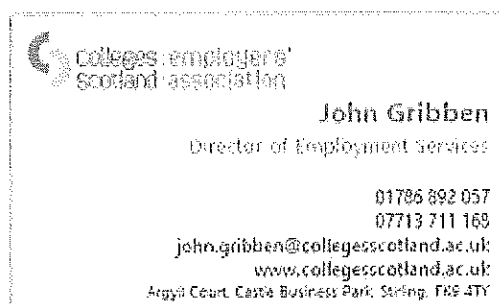 colleges employers'
scotland association
John Gribben
Director of Employment Services
01786 892 057
07713 711 168
john.gribben@collegesscotland.ac.uk
www.collegesscotland.ac.uk
Argyll Court, Castle Business Park, Stirling, FK9 4TY